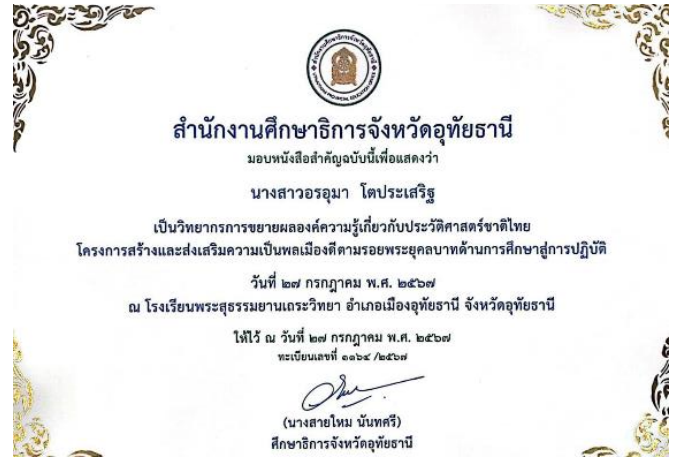 สำนักงานศึกษาธิการจังหวัดอุทัยธานี
มอบหนังสือสำคัญฉบับนี้เพื่อแสดงว่า
นางสาวอรอุมา โตประเสริฐ
เป็นวิทยากรการขยายผลองค์ความรู้เกี่ยวกับประวัติศาสตร์ชาติไทย
โครงการสร้างและส่งเสริมความเป็นพลเมืองดีตามรอยพระยุคลบาทด้านการศึกษาสู่การปฏิบัติ
วันที่ ๒๗ กรกฎาคม พ.ศ. ๒๕๖๗
ณ โรงเรียนพระสุธรรมยานเถระวิทยา อำเภอเมืองอุทัยธานี จังหวัดอุทัยธานี
ให้ไว้ ณ วันที่ ๒๗ กรกฎาคม พ.ศ. ๒๕๖๗
ทะเบียนเลขที่ ๑๑๖๔ /๒๕๖๗
(นางสายใหม นันทศรี)
ศึกษาธิการจังหวัดอุทัยธานี